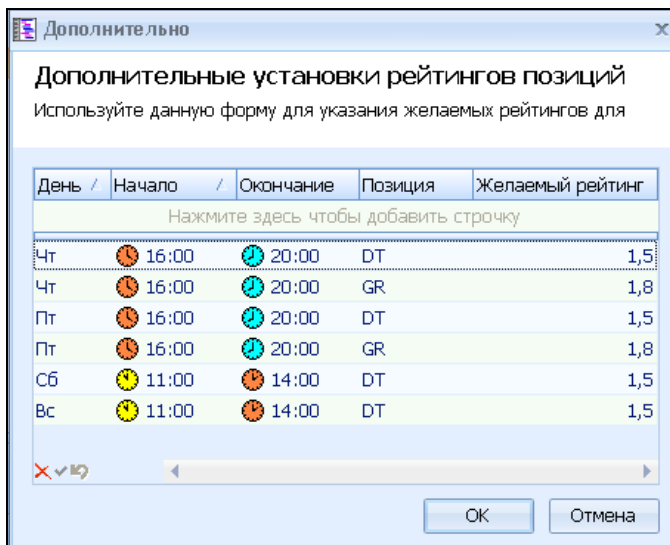 Дополнительно
Дополнительные установки рейтингов позиций
Используйте данную форму для указания желаемых рейтингов для
День Начало Окончание Позиция Желаемый рейтинг
Нажмите здесь чтобы добавить строчку
Чт 16:00 20:00 DT 1,5
Чт 16:00 20:00 GR 1,8
Пт 16:00 20:00 DT 1,5
Пт 16:00 20:00 GR 1,8
Сб 11:00 14:00 DT 1,5
Вс 11:00 14:00 DT 1,5
ОК Отмена